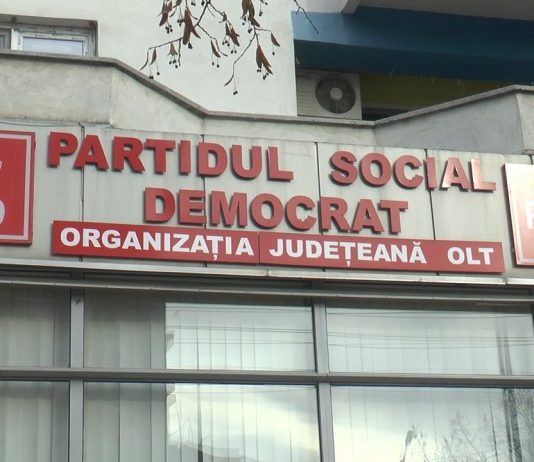 PARTIDUL SOCIAL
DEMOCRAT
ORGANIZAȚIA JUDEȚEANĂ OLT